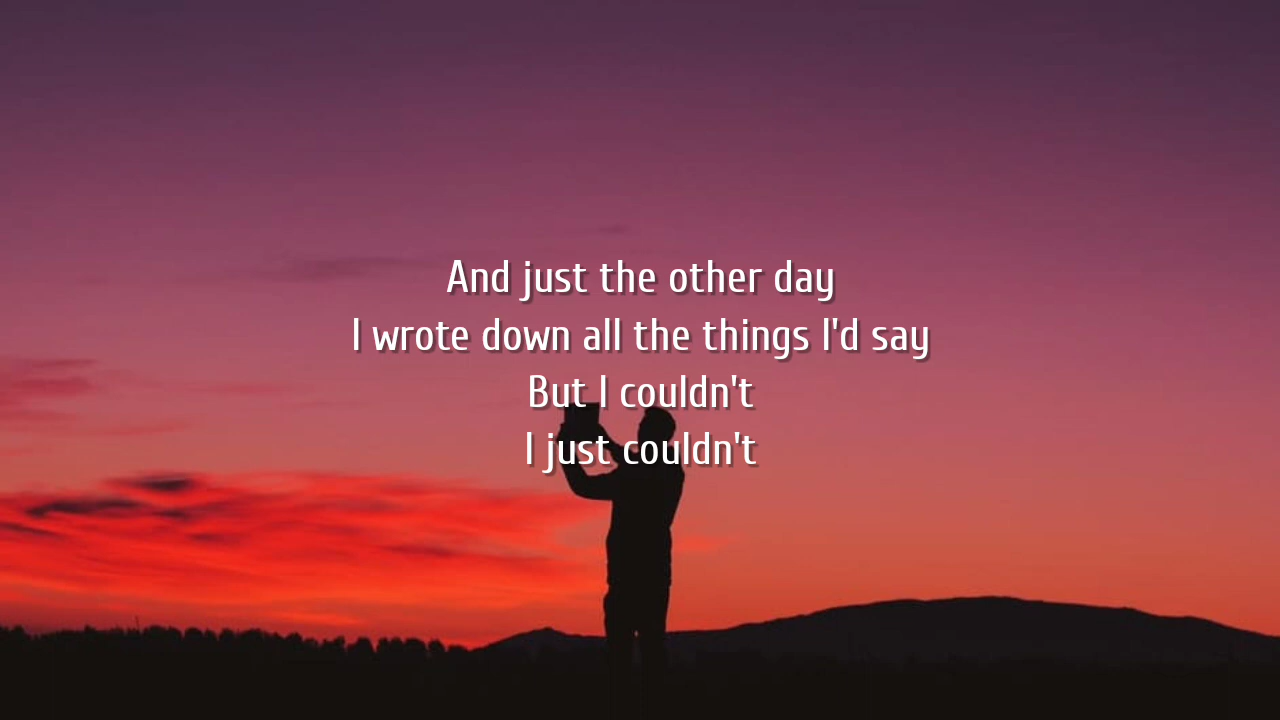 And just the other day
I wrote down all the things I'd say
But I couldn't
I just couldn't